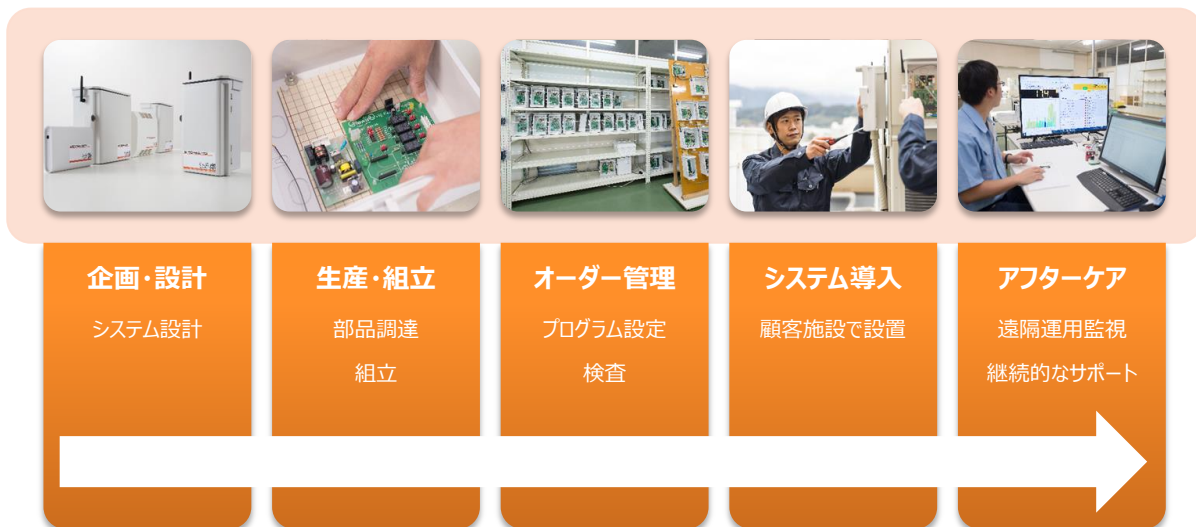 企画・設計
システム設計
生産・組立
部品調達
組立
オーダー管理
プログラム設定
検査
システム導入
顧客施設で設置
アフターケア
遠隔運用監視
継続的なサポート